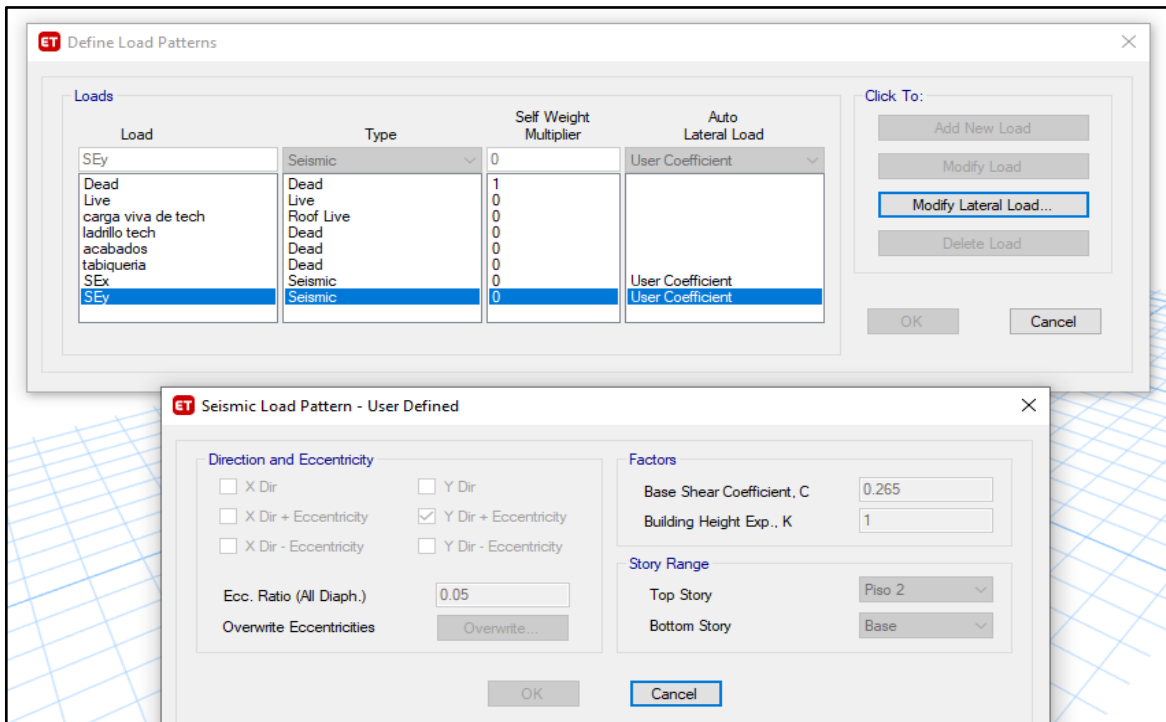 ET Define Load Patterns
Loads
Click To:
Load Type Self Weight Multiplier Auto Lateral Load
SEy Seismic 0 User Coefficient
Dead Dead 1
Live Live 0
carga viva de tech Roof Live 0
ladrillo tech Dead 0
acabados Dead 0
tabiqueria Dead 0
SEx Seismic 0 User Coefficient
SEy Seismic 0 User Coefficient
Add New Load
Modify Load
Modify Lateral Load...
Delete Load
OK Cancel
ET Seismic Load Pattern - User Defined
Direction and Eccentricity
X Dir Y Dir
X Dir + Eccentricity Y Dir + Eccentricity
X Dir - Eccentricity Y Dir - Eccentricity
Ecc. Ratio (All Diaph.) 0.05
Overwrite Eccentricities Overwrite...
Factors
Base Shear Coefficient, C 0.265
Building Height Exp., K 1
Story Range
Top Story Piso 2
Bottom Story Base
OK Cancel